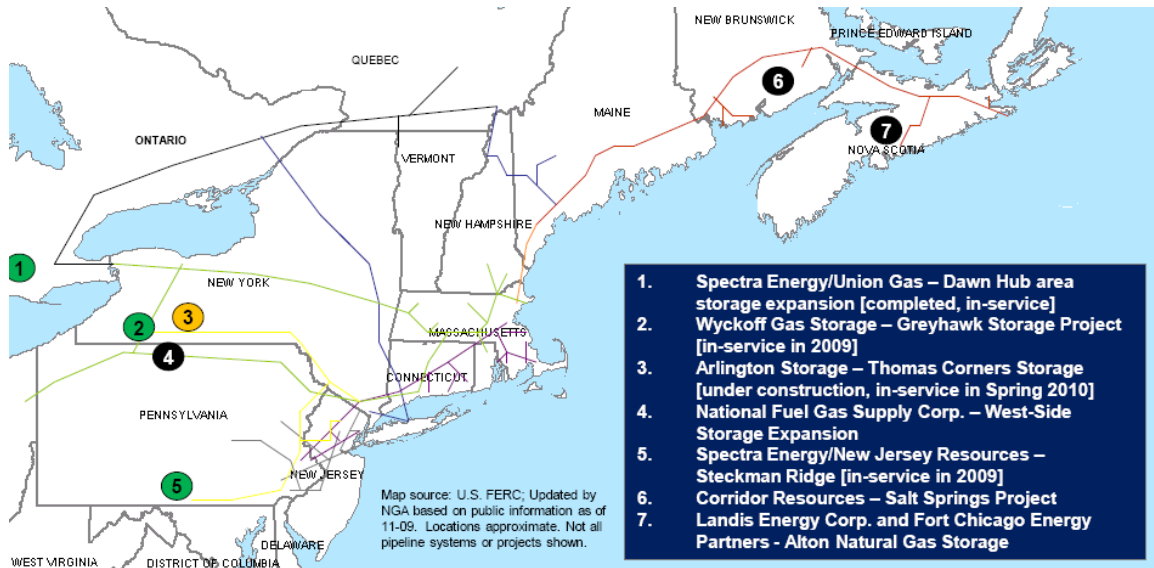 NEW BRUNSWICK
PRINCE EDWARD ISLAND
QUEBEC
6
MAINE
ONTARIO
7
VERMONT
NOVA SCOTIA
NEW HAMPSHIRE
1
NEW YORK
3
2
MASSACHUSETTS
4
CONNECTICUT
PENNSYLVANIA
NEW JERSEY
5
DELAWARE
WEST VIRGINIA
DISTRICT OF COLUMBIA
Map source: U.S. FERC; Updated by
NGA based on public information as of
11-09. Locations approximate. Not all
pipeline systems or projects shown.
1. Spectra Energy/Union Gas – Dawn Hub area
storage expansion [completed, in-service]
2. Wyckoff Gas Storage – Greyhawk Storage Project
[in-service in 2009]
3. Arlington Storage – Thomas Corners Storage
[under construction, in-service in Spring 2010]
4. National Fuel Gas Supply Corp. – West-Side
Storage Expansion
5. Spectra Energy/New Jersey Resources –
Steckman Ridge [in-service in 2009]
6. Corridor Resources – Salt Springs Project
7. Landis Energy Corp. and Fort Chicago Energy
Partners - Alton Natural Gas Storage